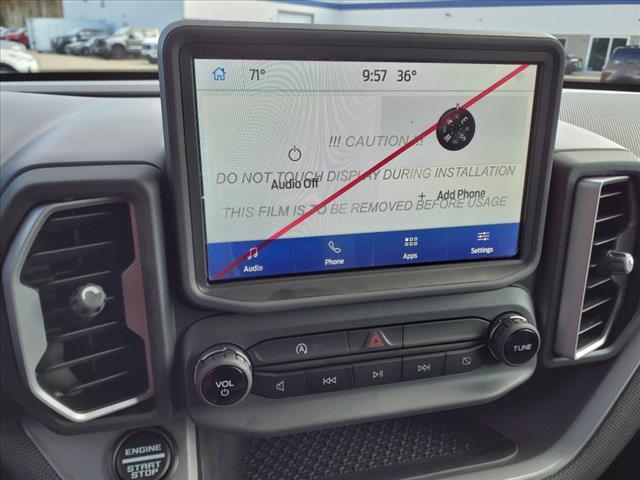 71° 9:57 36°
!!! CAUTION !!!
DO NOT TOUCH DISPLAY DURING INSTALLATION
Audio Off
+ Add Phone
THIS FILM IS TO BE REMOVED BEFORE USAGE
Audio Phone Apps Settings
VOL
TUNE
ENGINE
START
STOP